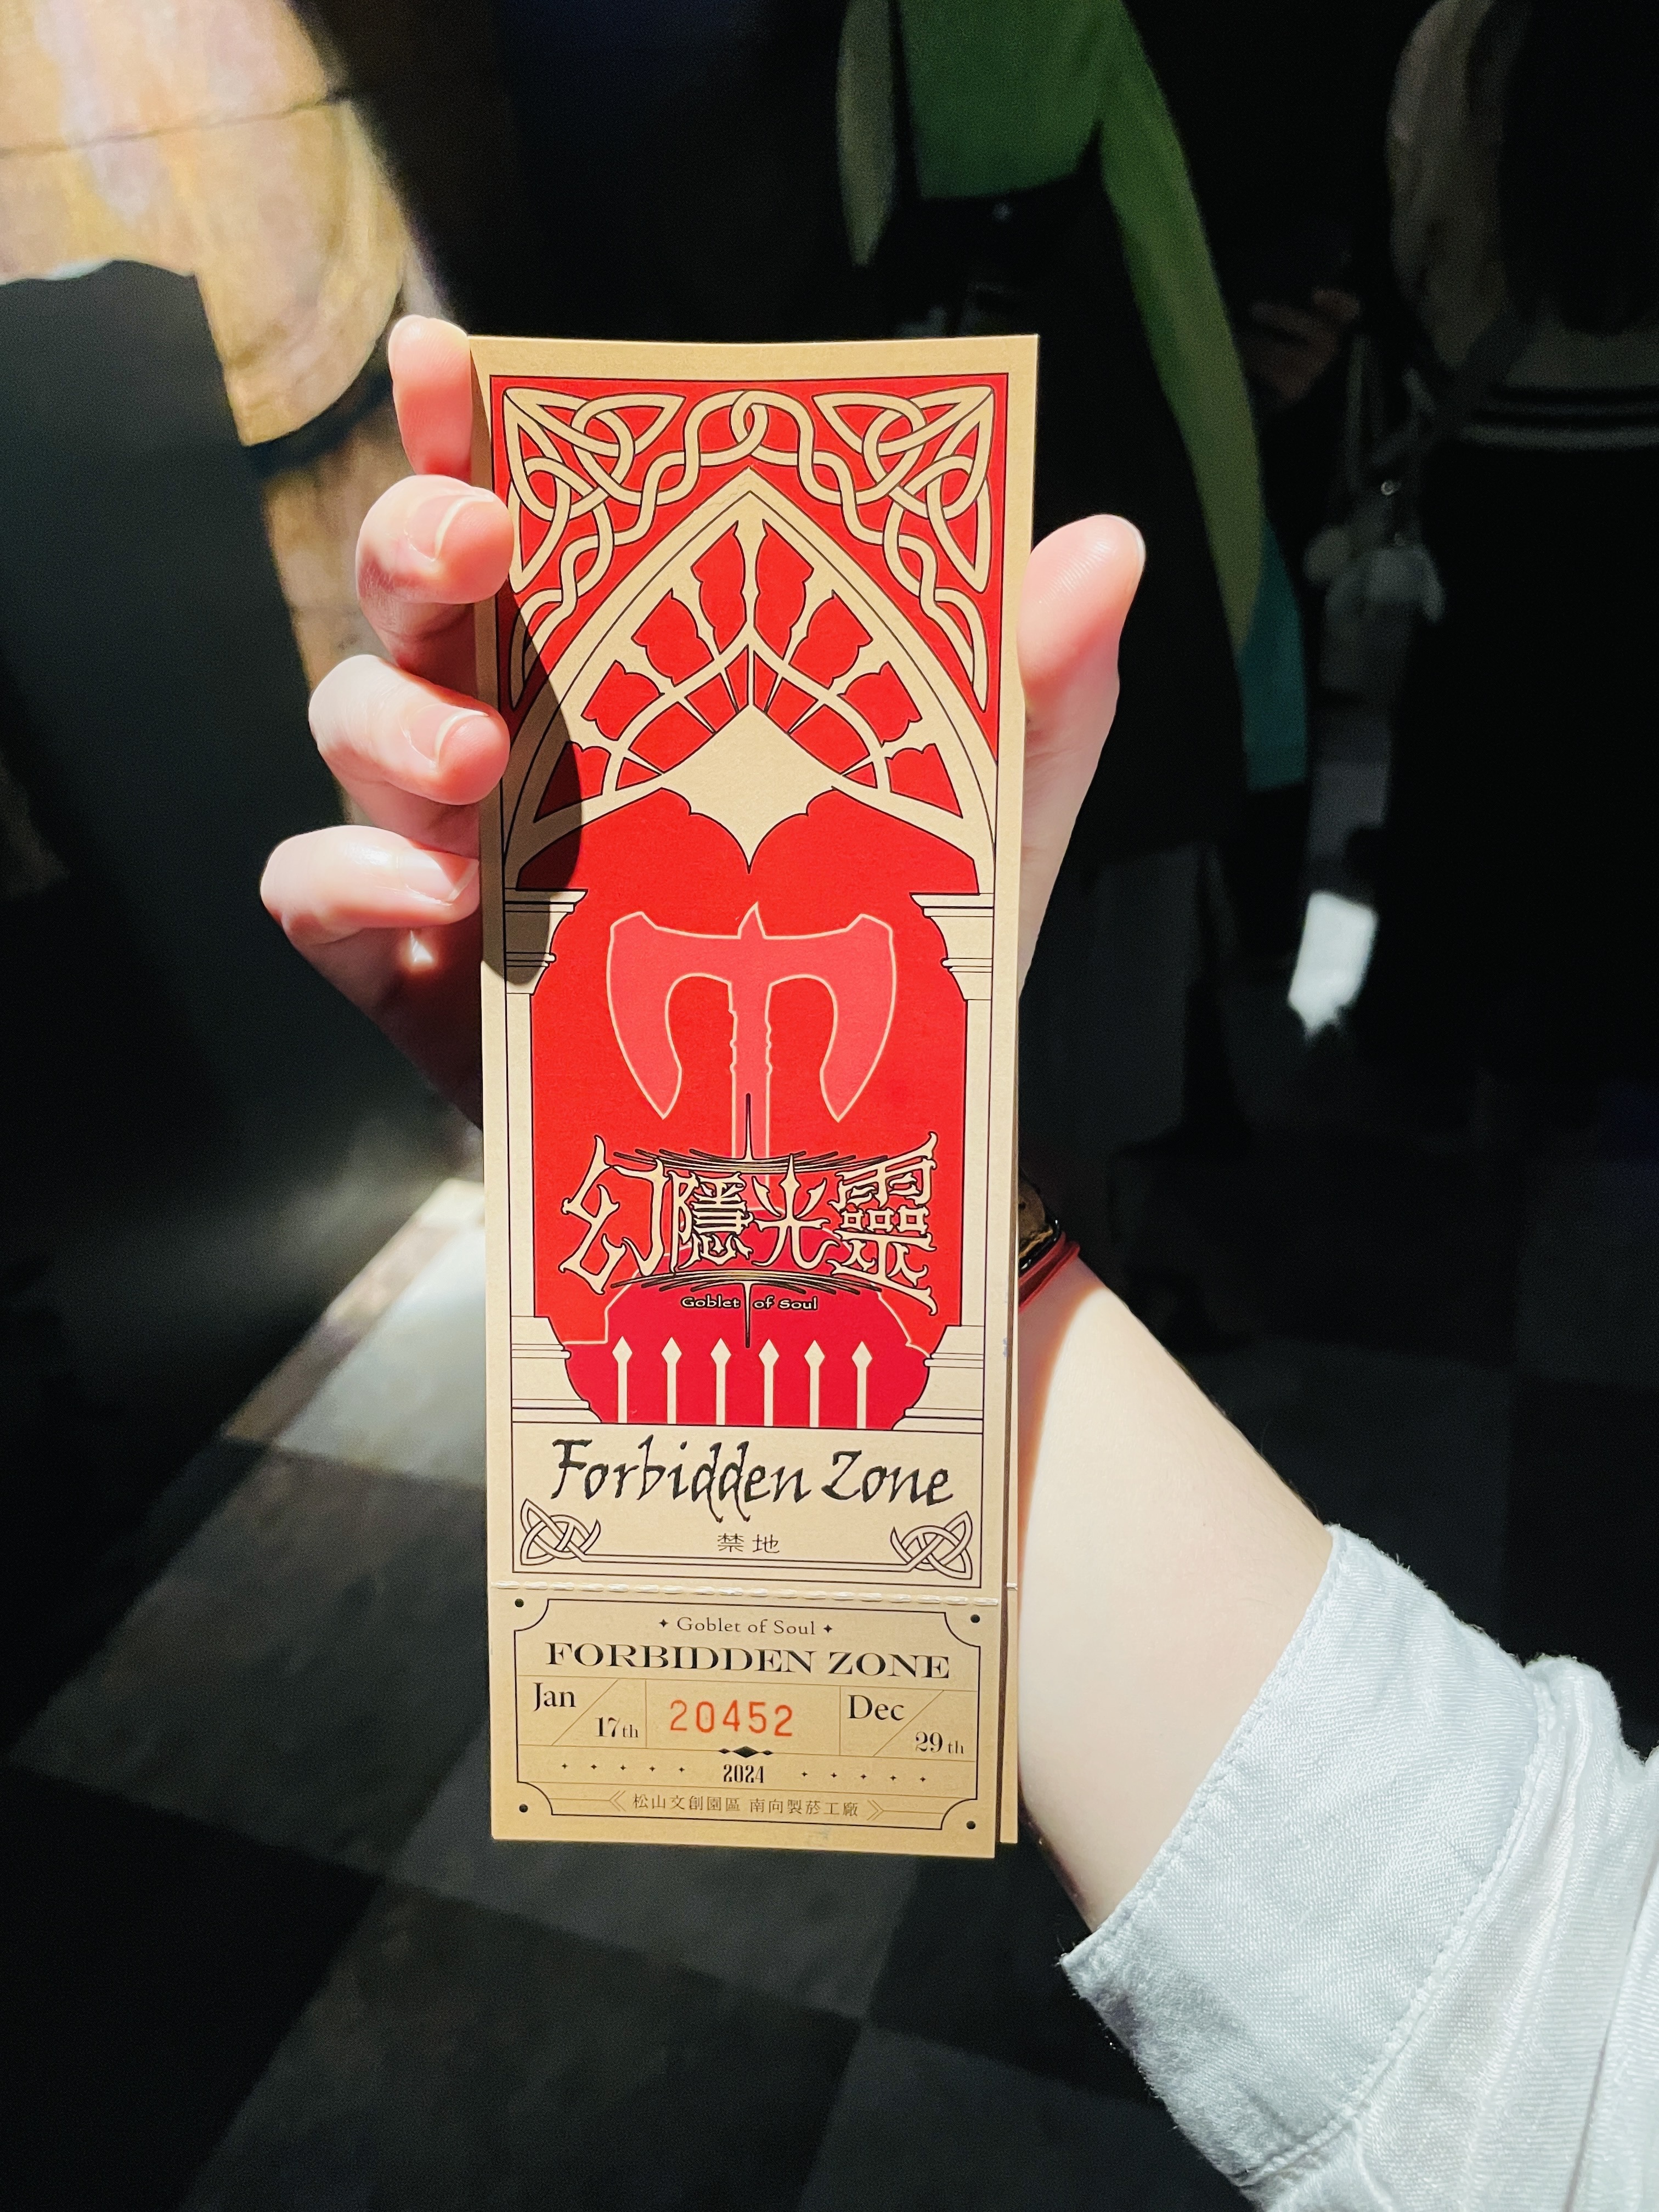 幻隱光靈
Goblet of Soul
Forbidden Zone
禁地
Goblet of Soul
FORBIDDEN ZONE
Jan 17th 20452 Dec 29th
2024
松山文創園區 南向製菸工廠